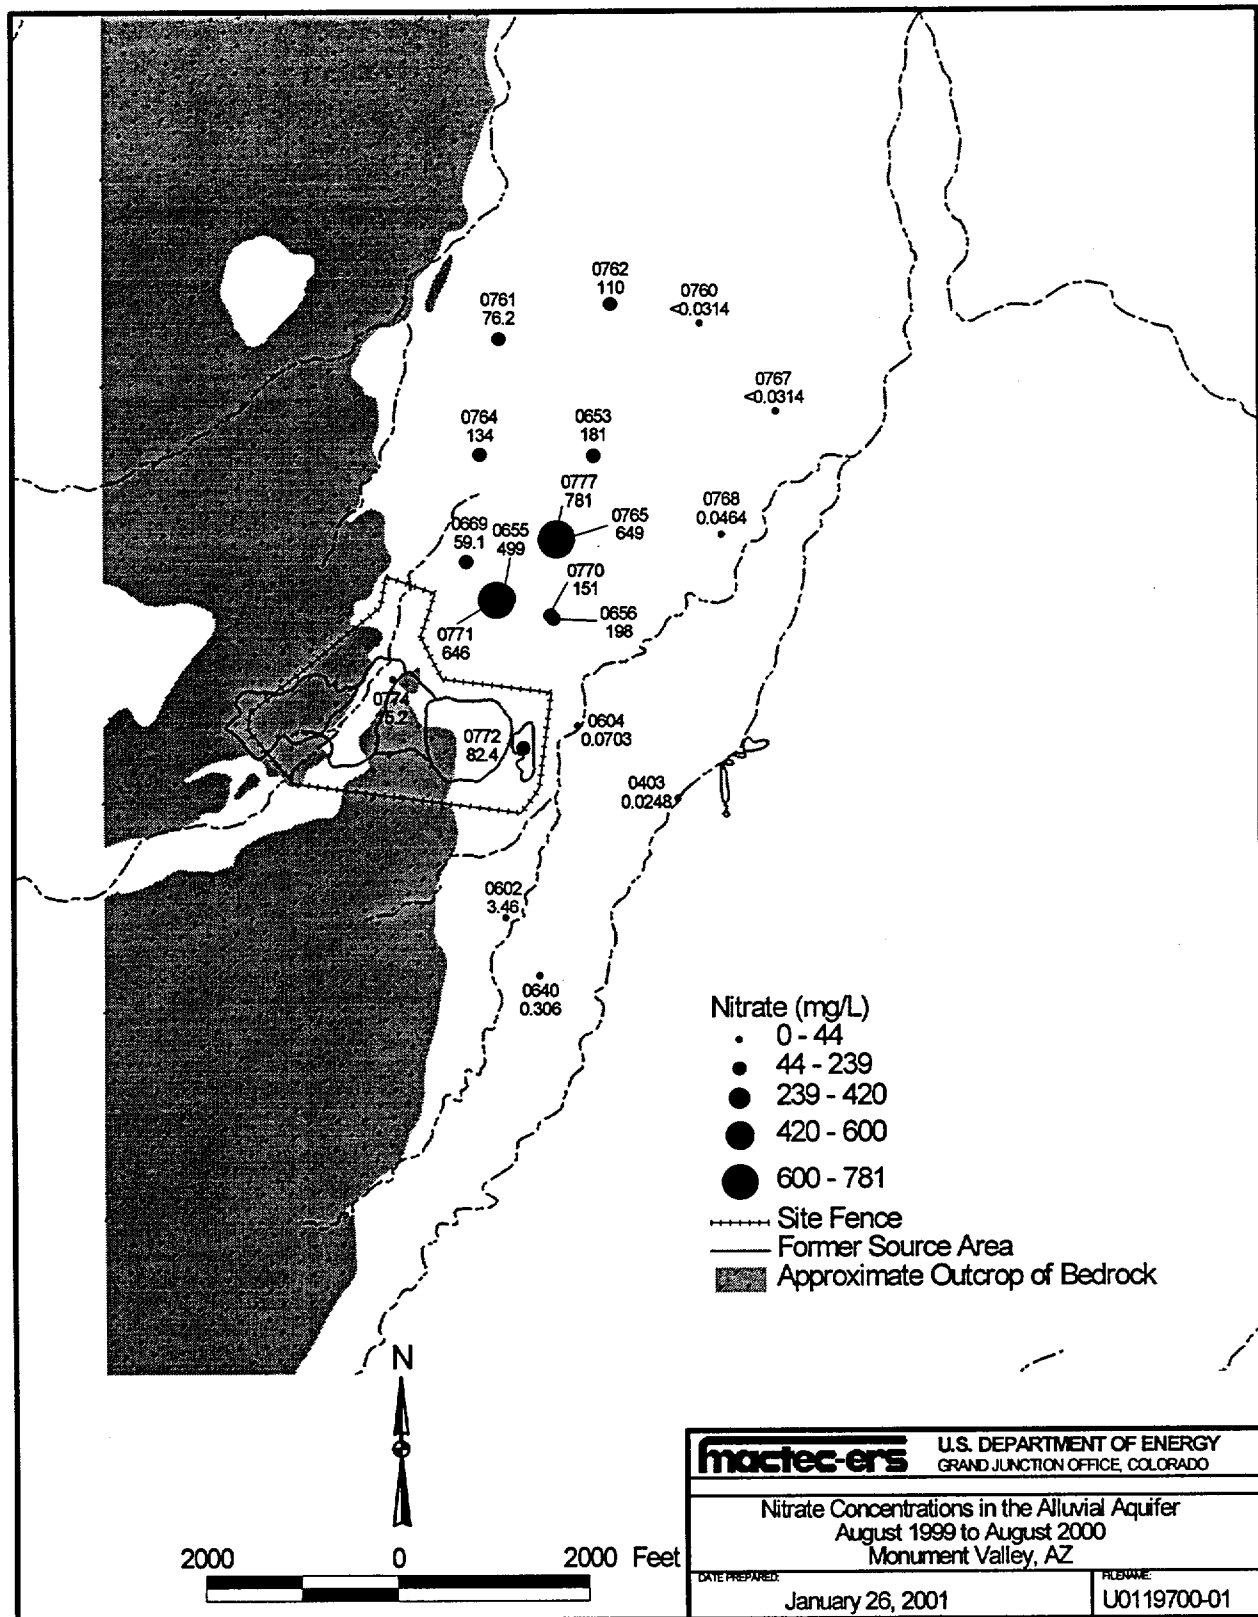 0762
110
0760
<0.0314
0761
76.2
0767
<0.0314
0764
134
0653
181
0777
781
0768
0.0464
0765
649
0669
59.1
0655
499
0770
151
0656
198
0771
646
0774
0604
0.0703
0772
82.4
0403
0.0248
0602
3.46
0640
0.306
Nitrate (mg/L)
0 - 44
44 - 239
239 - 420
420 - 600
600 - 781
Site Fence
Former Source Area
Approximate Outcrop of Bedrock
N
2000 0 2000 Feet
mactec-ers
U.S. DEPARTMENT OF ENERGY
GRAND JUNCTION OFFICE, COLORADO
Nitrate Concentrations in the Alluvial Aquifer
August 1999 to August 2000
Monument Valley, AZ
DATE PREPARED:
January 26, 2001
FILENAME:
U0119700-01